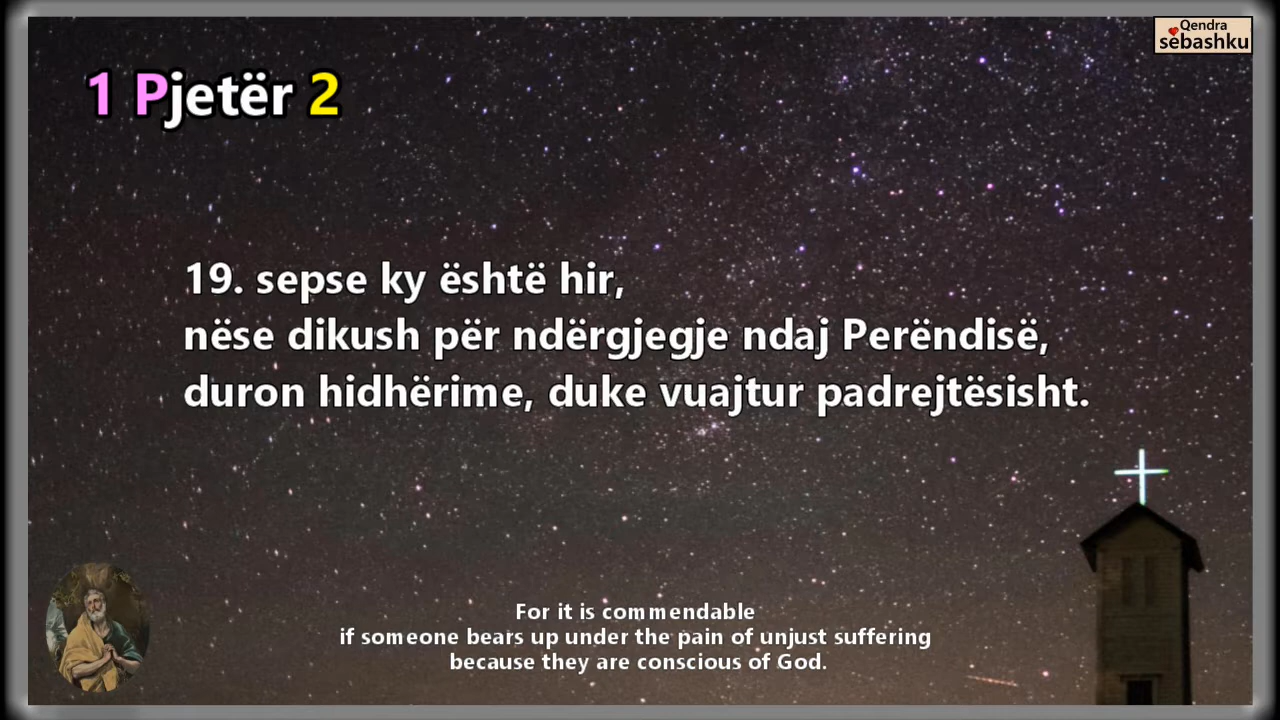 Qendra
sëbashku
1 Pjetër 2
19. sepse ky është hir,
nëse dikush për ndërgjegje ndaj Perëndisë,
duron hidhërime, duke vuajtur padrejtësisht.
For it is commendable
if someone bears up under the pain of unjust suffering
because they are conscious of God.